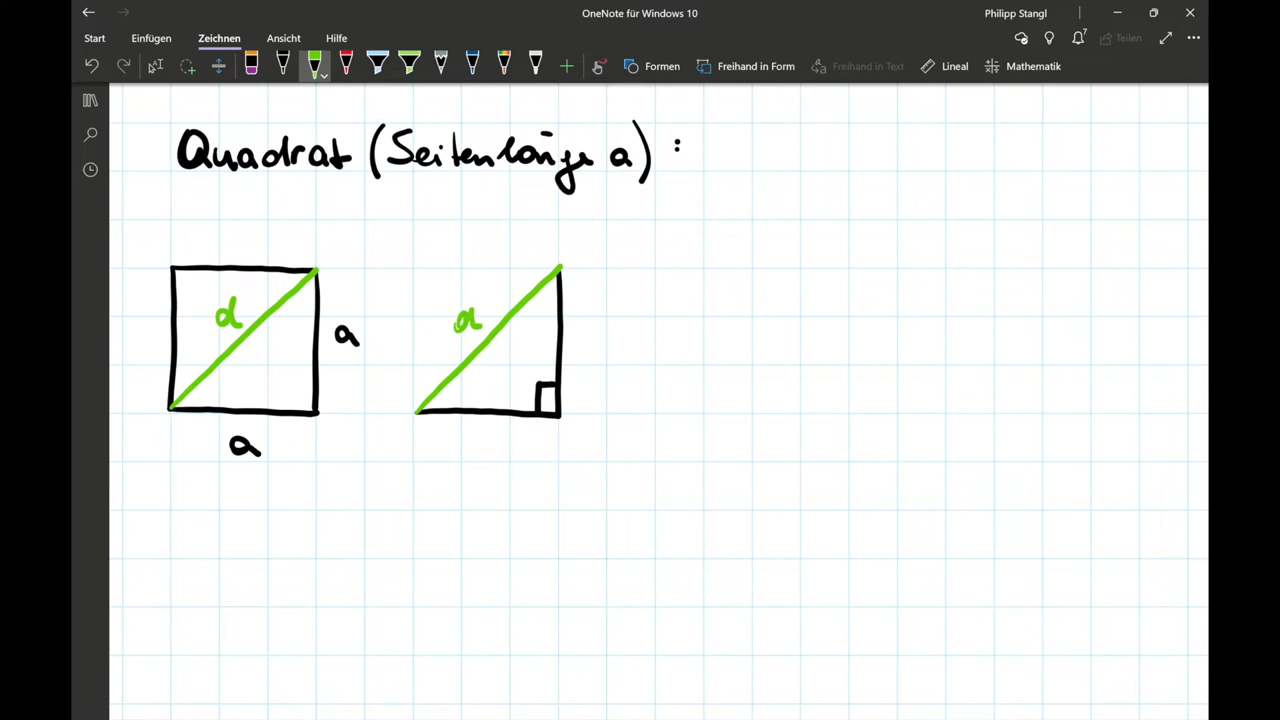 OneNote für Windows 10
Philipp Stangl
Start Einfügen Zeichnen Ansicht Hilfe
Teilen
Formen Freihand in Form Freihand in Text Lineal Mathematik
Quadrat (Seitenlänge a) :
d
a
a
d